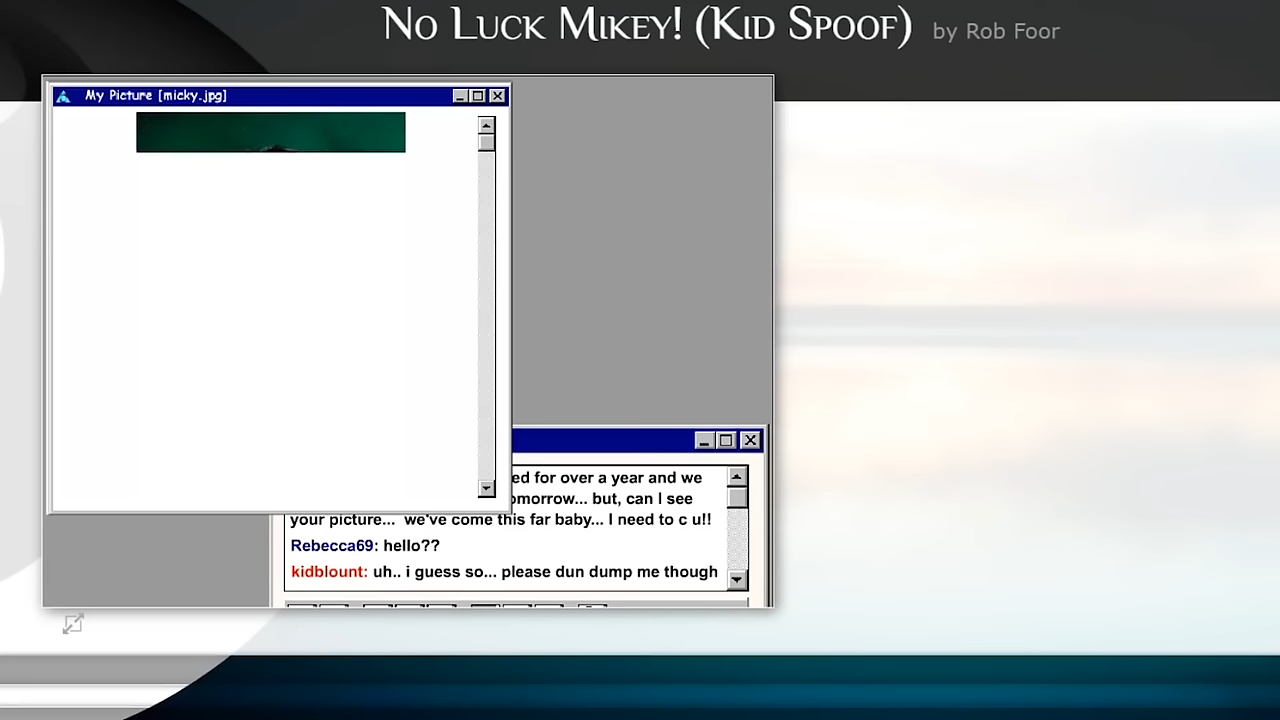 No Luck Mikey! (Kid Spoof) by Rob Foor
My Picture [micky.jpg]
ed for over a year and we
omorrow... but, can I see
your picture... we've come this far baby... I need to c u!!
Rebecca69: hello??
kidblount: uh.. i guess so... please dun dump me though